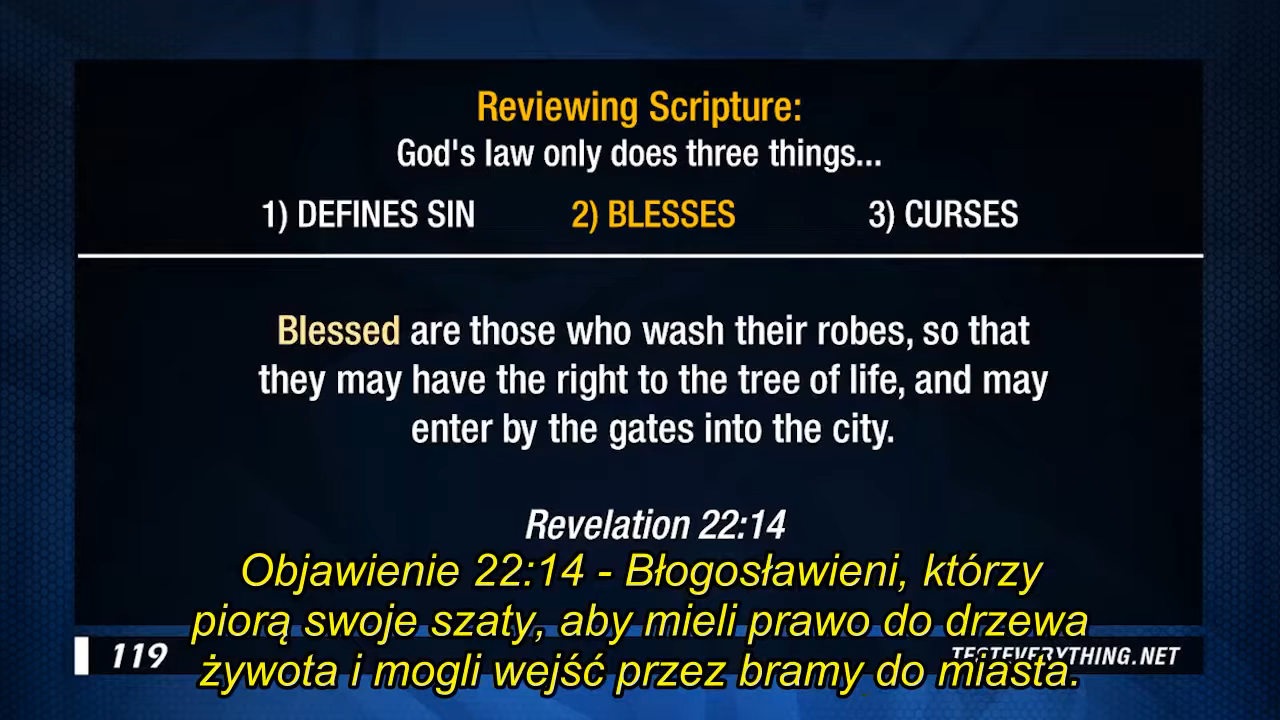 Reviewing Scripture:
God's law only does three things...
1) DEFINES SIN 2) BLESSES 3) CURSES
Blessed are those who wash their robes, so that
they may have the right to the tree of life, and may
enter by the gates into the city.
Revelation 22:14
Objawienie 22:14 - Błogosławieni, którzy
piorą swoje szaty, aby mieli prawo do drzewa
żywota i mogli wejść przez bramy do miasta.
119
TESTEVERYTHING.NET